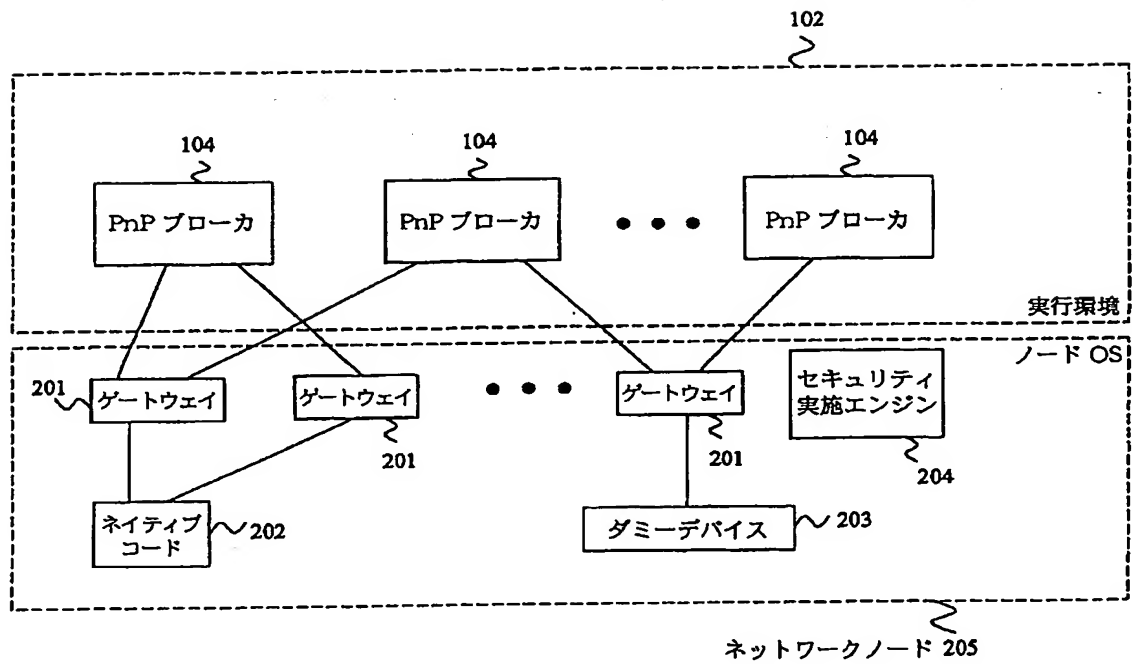 102
104
104
104
PnP ブローカ
PnP ブローカ
PnP ブローカ
実行環境
ノード OS
201
ゲートウェイ
ゲートウェイ
ゲートウェイ
セキュリティ
実施エンジン
201
201
204
ネイティブ
コード
202
ダミーデバイス
203
ネットワークノード 205